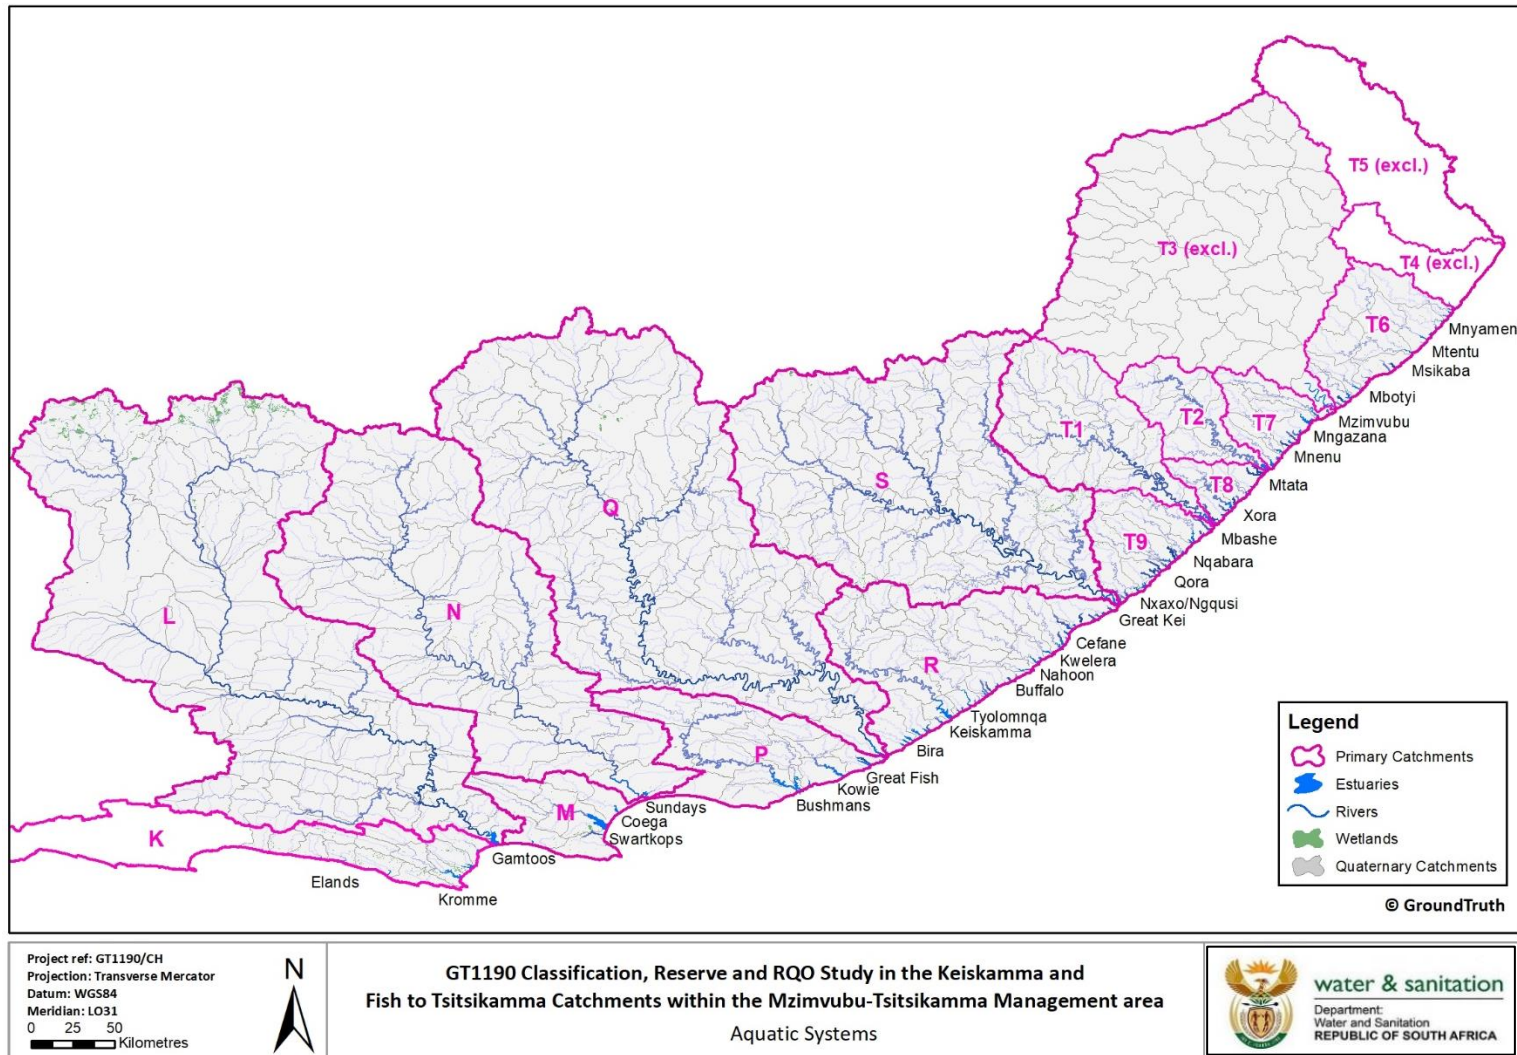 T5 (excl.)
T3 (excl.)
T4 (excl.)
T6
Mnyamen
Mtentu
Msikaba
Mbotyi
Mzimvubu
Mngazana
Mnenu
Mtata
Xora
Mbashe
Nqabara
Qora
Nxaxo/Ngqusi
Great Kei
Cefane
Kwelera
Nahoon
Buffalo
Tyolomnqa
Keiskamma
Bira
Great Fish
Kowie
Bushmans
Sundays
Coega
Swartkops
Gamtoos
Elands
Kromme
T1
T2
T7
T8
T9
S
Q
L
N
R
P
M
K
Legend
Primary Catchments
Estuaries
Rivers
Wetlands
Quaternary Catchments
© GroundTruth
Project ref: GT1190/CH
Projection: Transverse Mercator
Datum: WGS84
Meridian: LO31
0 25 50
Kilometres
N
GT1190 Classification, Reserve and RQO Study in the Keiskamma and
Fish to Tsitsikamma Catchments within the Mzimvubu-Tsitsikamma Management area
Aquatic Systems
water & sanitation
Department:
Water and Sanitation
REPUBLIC OF SOUTH AFRICA